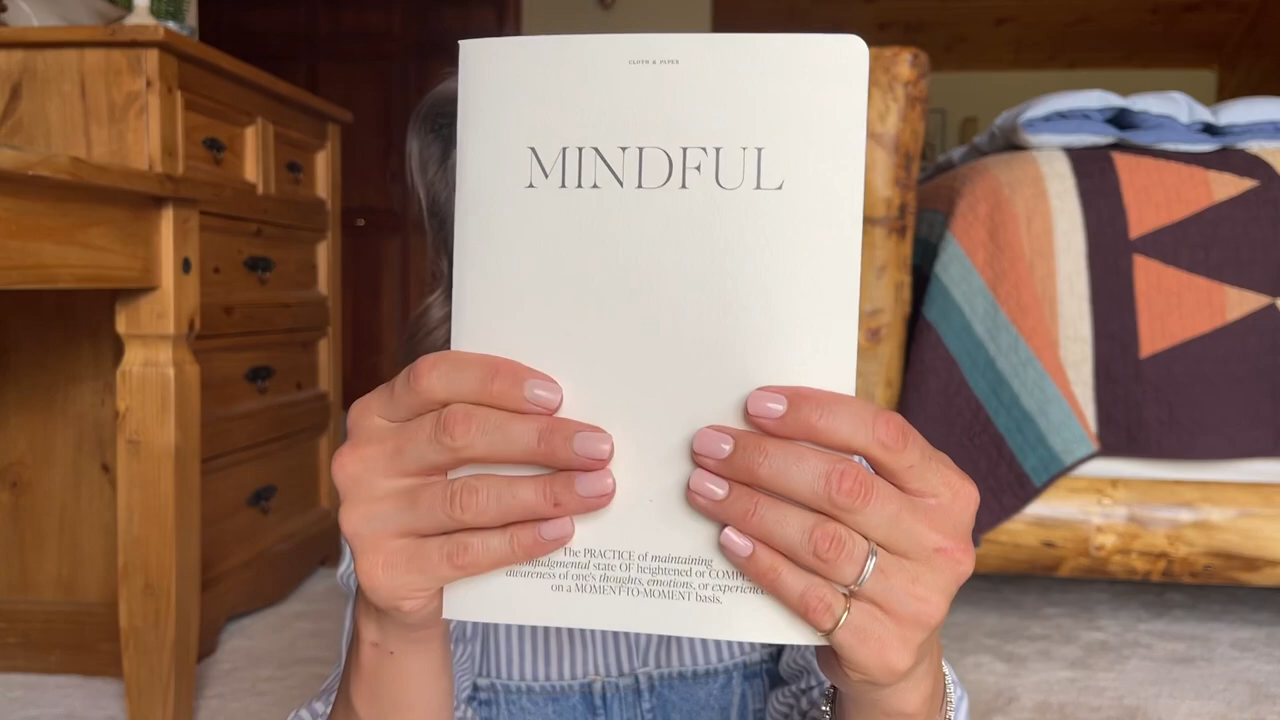 CLOTH & PAPER
MINDFUL
The PRACTICE of maintaining
nonjudgmental state OF heightened or
awareness of one's thoughts, emotions, or experience
on a MOMENT-TO-MOMENT basis.